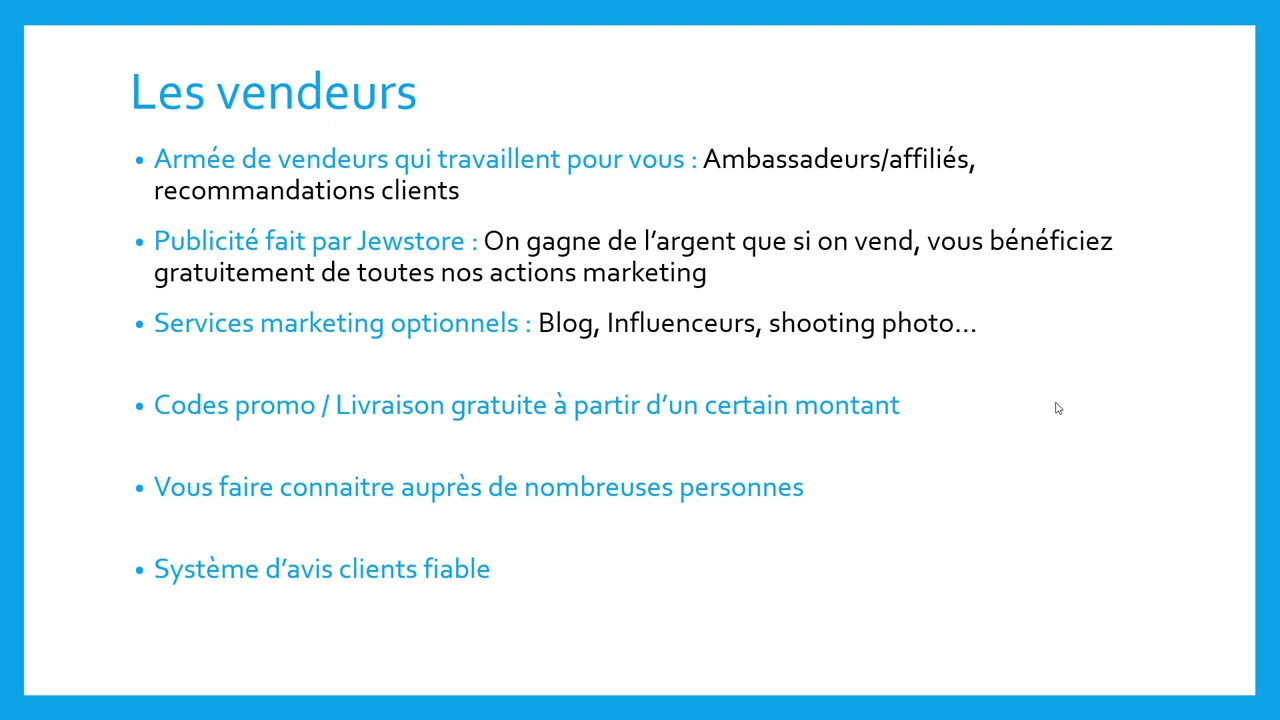 Les vendeurs
• Armée de vendeurs qui travaillent pour vous : Ambassadeurs/affiliés,
recommandations clients
• Publicité fait par Jewstore : On gagne de l’argent que si on vend, vous bénéficiez
gratuitement de toutes nos actions marketing
• Services marketing optionnels : Blog, Influenceurs, shooting photo…
• Codes promo / Livraison gratuite à partir d’un certain montant
• Vous faire connaitre auprès de nombreuses personnes
• Système d’avis clients fiable